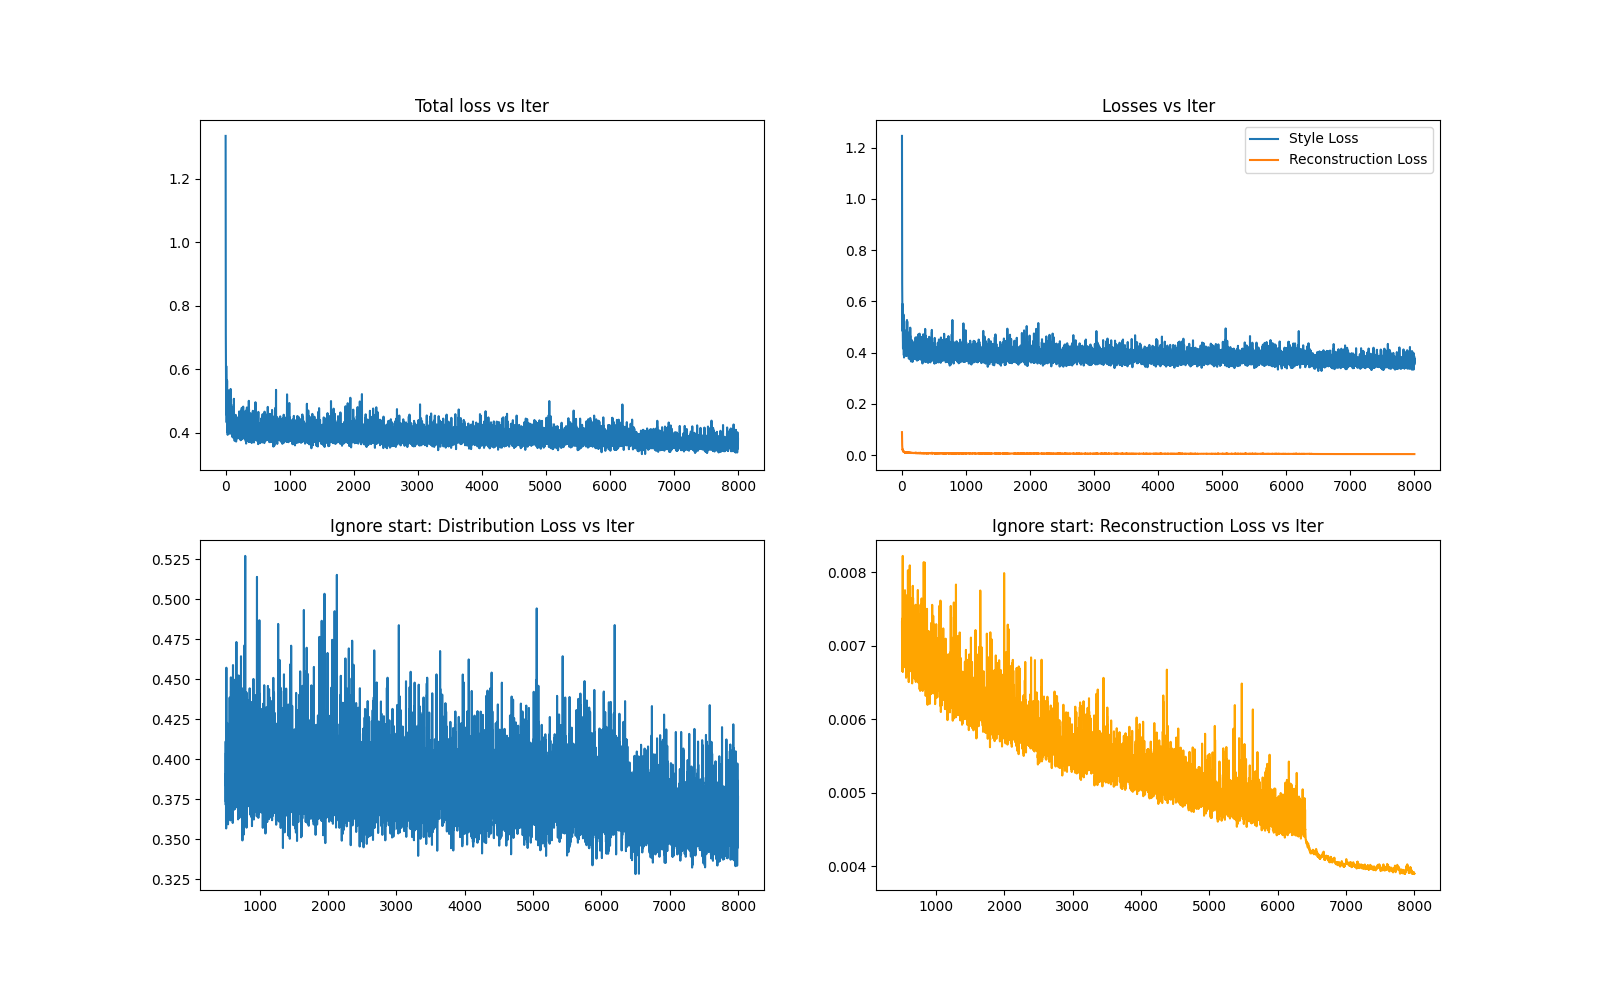 Total loss vs Iter
1.2
1.0
0.8
0.6
0.4
0 1000 2000 3000 4000 5000 6000 7000 8000
Losses vs Iter
Style Loss
Reconstruction Loss
1.2
1.0
0.8
0.6
0.4
0.2
0.0
0 1000 2000 3000 4000 5000 6000 7000 8000
Ignore start: Distribution Loss vs Iter
0.525
0.500
0.475
0.450
0.425
0.400
0.375
0.350
0.325
1000 2000 3000 4000 5000 6000 7000 8000
Ignore start: Reconstruction Loss vs Iter
0.008
0.007
0.006
0.005
0.004
1000 2000 3000 4000 5000 6000 7000 8000